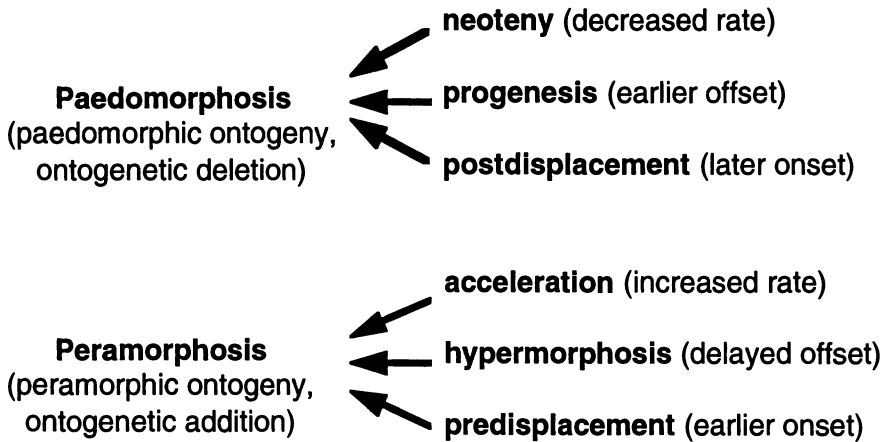 neoteny (decreased rate)
Paedomorphosis
(paedomorphic ontogeny,
ontogenetic deletion)
progenesis (earlier offset)
postdisplacement (later onset)
acceleration (increased rate)
Peramorphosis
(peramorphic ontogeny,
ontogenetic addition)
hypermorphosis (delayed offset)
predisplacement (earlier onset)